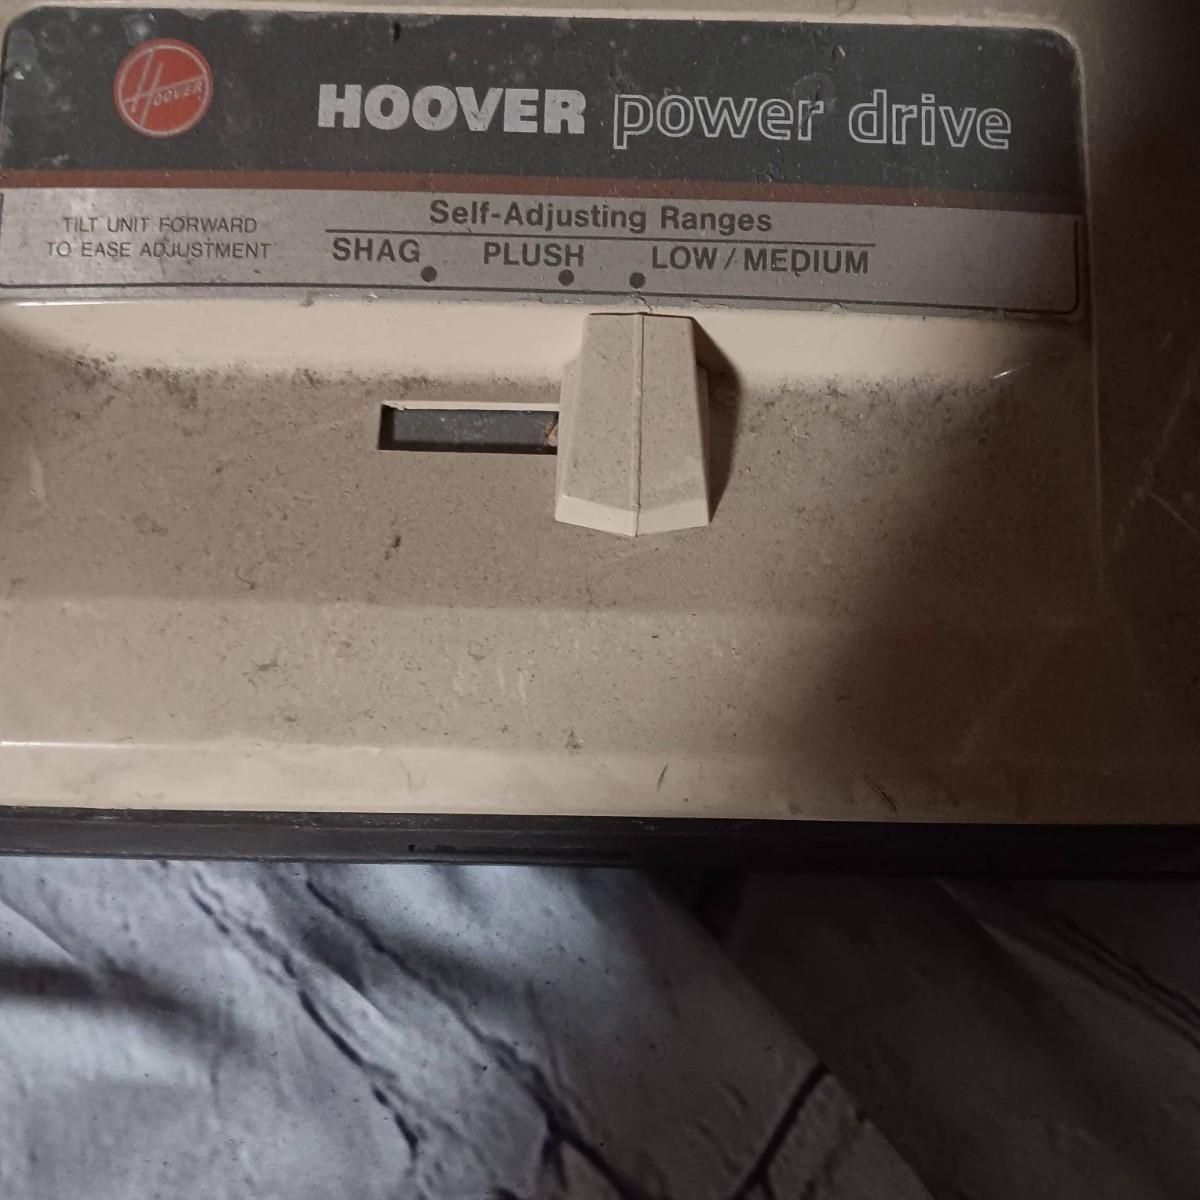 HOOVER
HOOVER power drive
TILT UNIT FORWARD
TO EASE ADJUSTMENT
Self-Adjusting Ranges
SHAG PLUSH LOW / MEDIUM